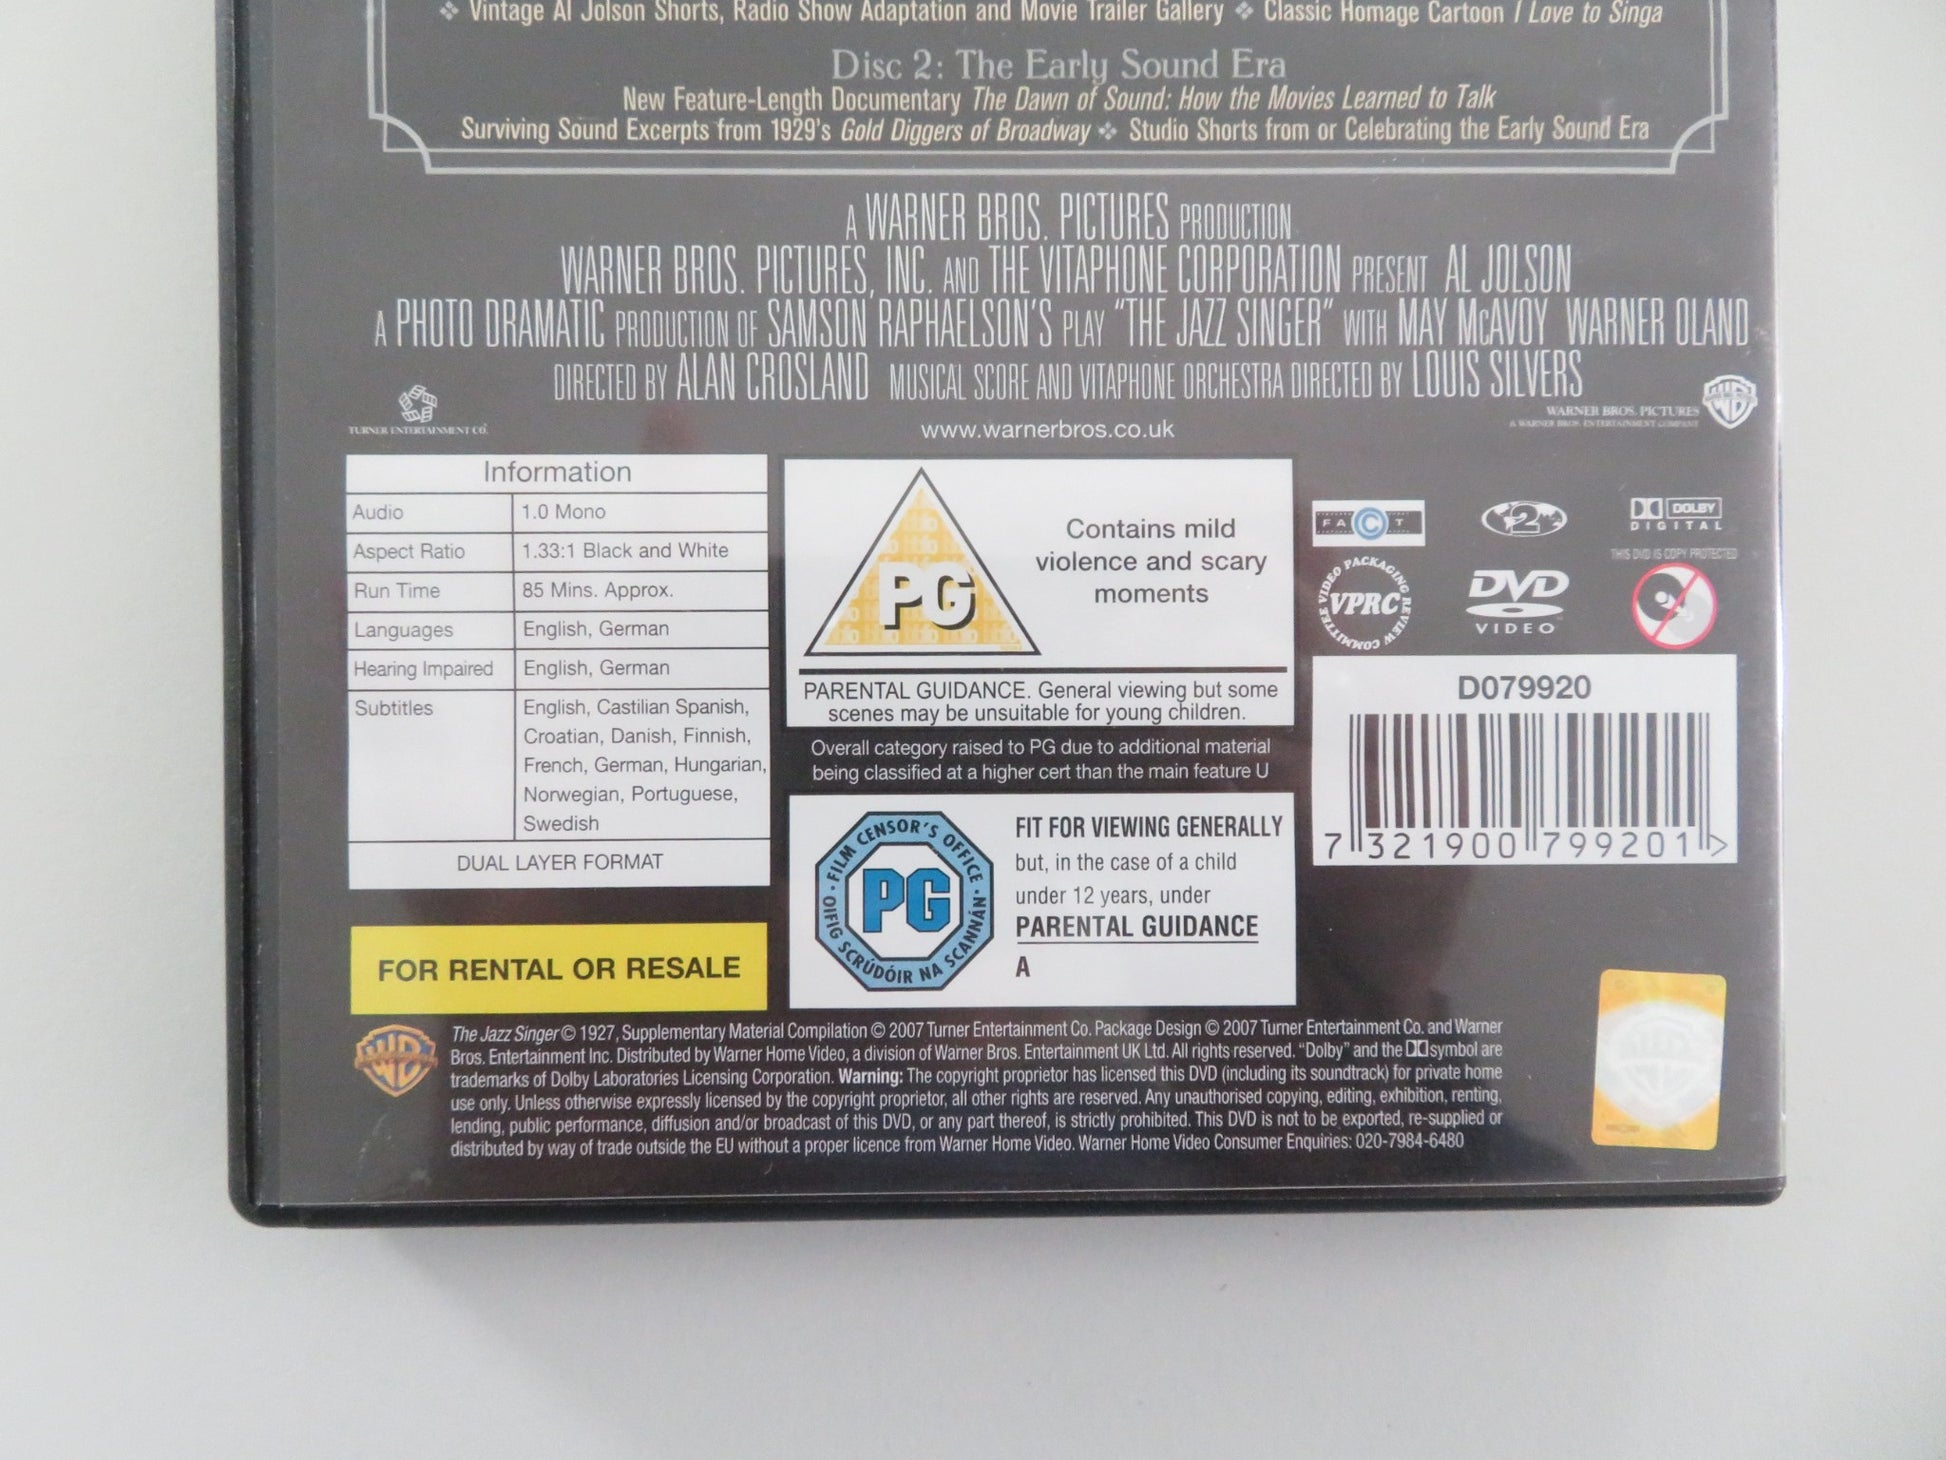 ❖ Vintage Al Jolson Shorts, Radio Show Adaptation and Movie Trailer Gallery ❖ Classic Homage Cartoon I Love to Singa
Disc 2: The Early Sound Era
New Feature-Length Documentary The Dawn of Sound: How the Movies Learned to Talk
Surviving Sound Excerpts from 1929's Gold Diggers of Broadway ❖ Studio Shorts from or Celebrating the Early Sound Era
A WARNER BROS. PICTURES PRODUCTION
WARNER BROS. PICTURES, INC. AND THE VITAPHONE CORPORATION PRESENT AL JOLSON
A PHOTO DRAMATIC PRODUCTION OF SAMSON RAPHAELSON'S PLAY "THE JAZZ SINGER" WITH MAY McAVOY WARNER OLAND
DIRECTED BY ALAN CROSLAND MUSICAL SCORE AND VITAPHONE ORCHESTRA DIRECTED BY LOUIS SILVERS
TURNER ENTERTAINMENT CO.
www.warnerbros.co.uk
WARNER BROS. PICTURES
A WARNER BROS. ENTERTAINMENT COMPANY
Information
Audio 1.0 Mono
Aspect Ratio 1.33:1 Black and White
Run Time 85 Mins. Approx.
Languages English, German
Hearing Impaired English, German
Subtitles English, Castilian Spanish,
Croatian, Danish, Finnish,
French, German, Hungarian,
Norwegian, Portuguese,
Swedish
DUAL LAYER FORMAT
FOR RENTAL OR RESALE
PG
Contains mild
violence and scary
moments
PARENTAL GUIDANCE. General viewing but some
scenes may be unsuitable for young children.
Overall category raised to PG due to additional material
being classified at a higher cert than the main feature U
FILM CENSOR'S OFFICE
PG
OIFIG SCRÚDÓIR NA SCANNÁN
FIT FOR VIEWING GENERALLY
but, in the case of a child
under 12 years, under
PARENTAL GUIDANCE
A
FACT
2
DOLBY
DIGITAL
THIS DVD IS COPY PROTECTED
VIDEO PACKAGING REVIEW COMMITTEE
VPRC
DVD
VIDEO
D079920
7 321900 799201 >
The Jazz Singer © 1927, Supplementary Material Compilation © 2007 Turner Entertainment Co. Package Design © 2007 Turner Entertainment Co. and Warner
Bros. Entertainment Inc. Distributed by Warner Home Video, a division of Warner Bros. Entertainment UK Ltd. All rights reserved. "Dolby" and the symbol are
trademarks of Dolby Laboratories Licensing Corporation. Warning: The copyright proprietor has licensed this DVD (including its soundtrack) for private home
use only. Unless otherwise expressly licensed by the copyright proprietor, all other rights are reserved. Any unauthorised copying, editing, exhibition, renting,
lending, public performance, diffusion and/or broadcast of this DVD, or any part thereof, is strictly prohibited. This DVD is not to be exported, re-supplied or
distributed by way of trade outside the EU without a proper licence from Warner Home Video. Warner Home Video Consumer Enquiries: 020-7984-6480